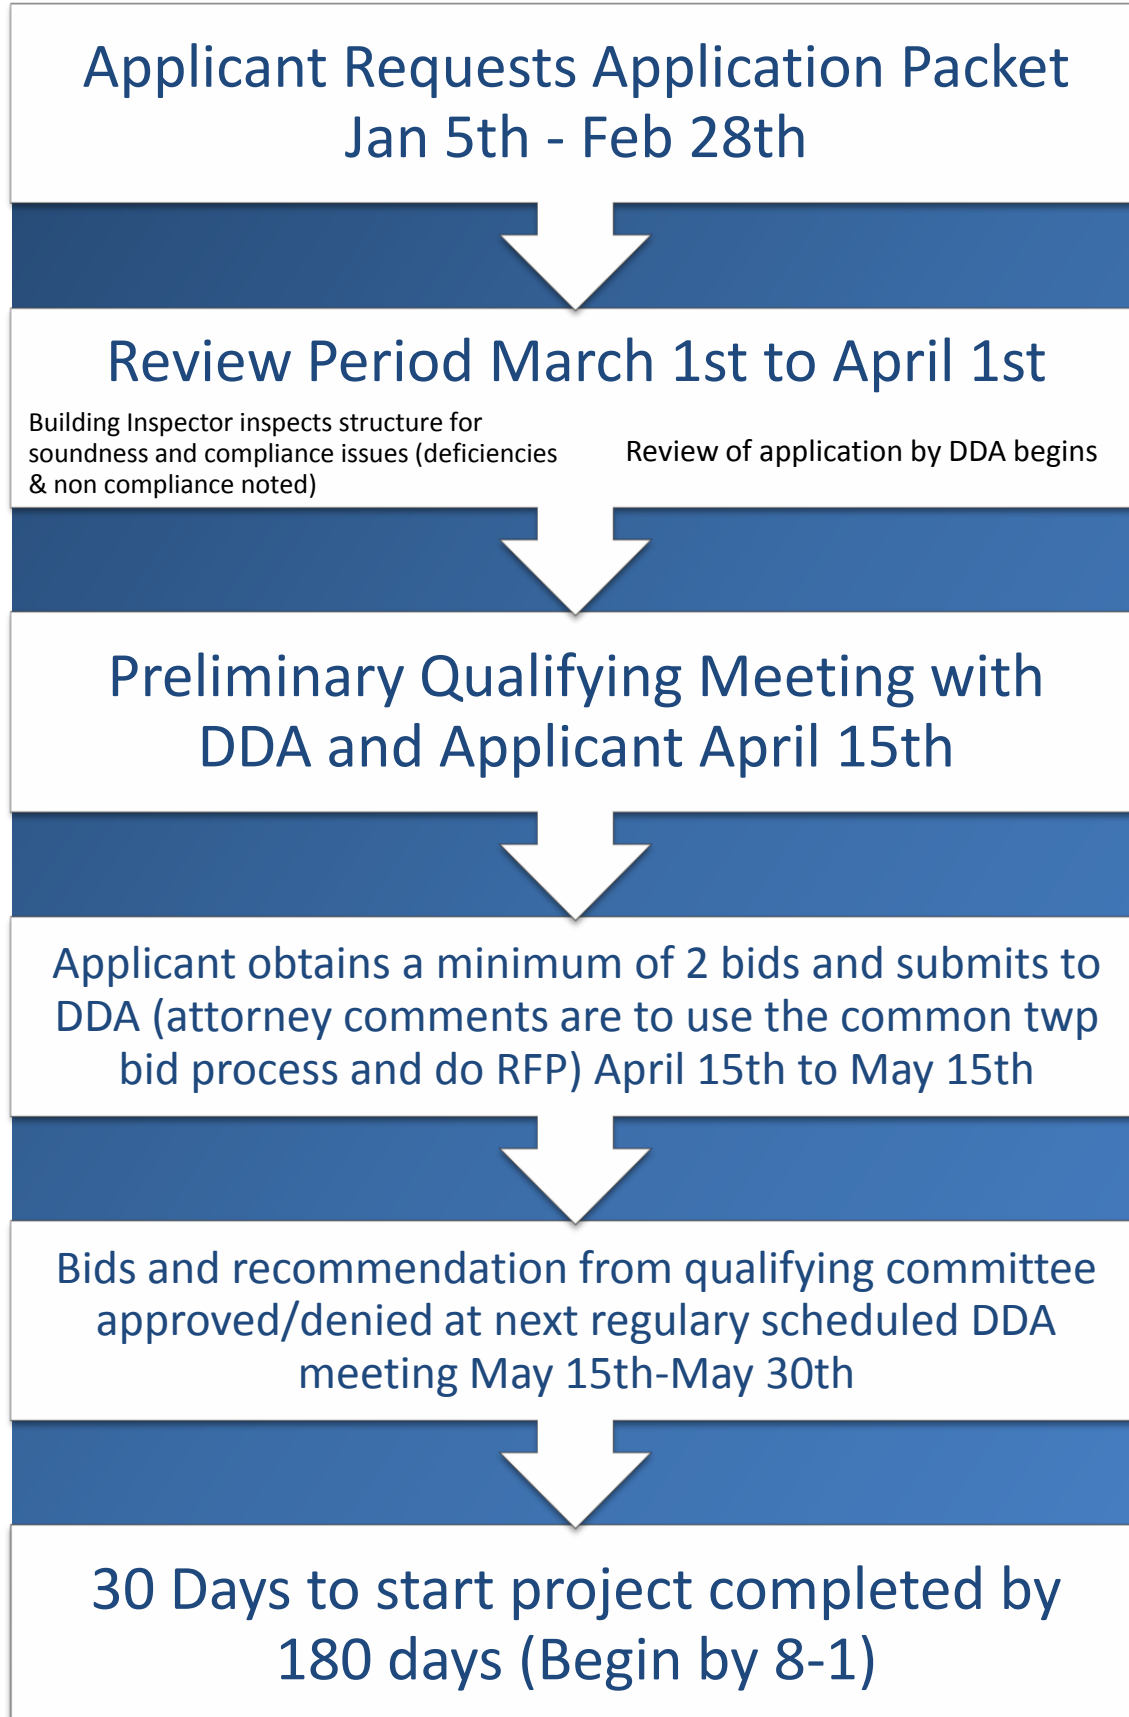 Applicant Requests Application Packet
Jan 5th - Feb 28th
Review Period March 1st to April 1st
Building Inspector inspects structure for
soundness and compliance issues (deficiencies
& non compliance noted)
Review of application by DDA begins
Preliminary Qualifying Meeting with
DDA and Applicant April 15th
Applicant obtains a minimum of 2 bids and submits to
DDA (attorney comments are to use the common twp
bid process and do RFP) April 15th to May 15th
Bids and recommendation from qualifying committee
approved/denied at next regulary scheduled DDA
meeting May 15th-May 30th
30 Days to start project completed by
180 days (Begin by 8-1)